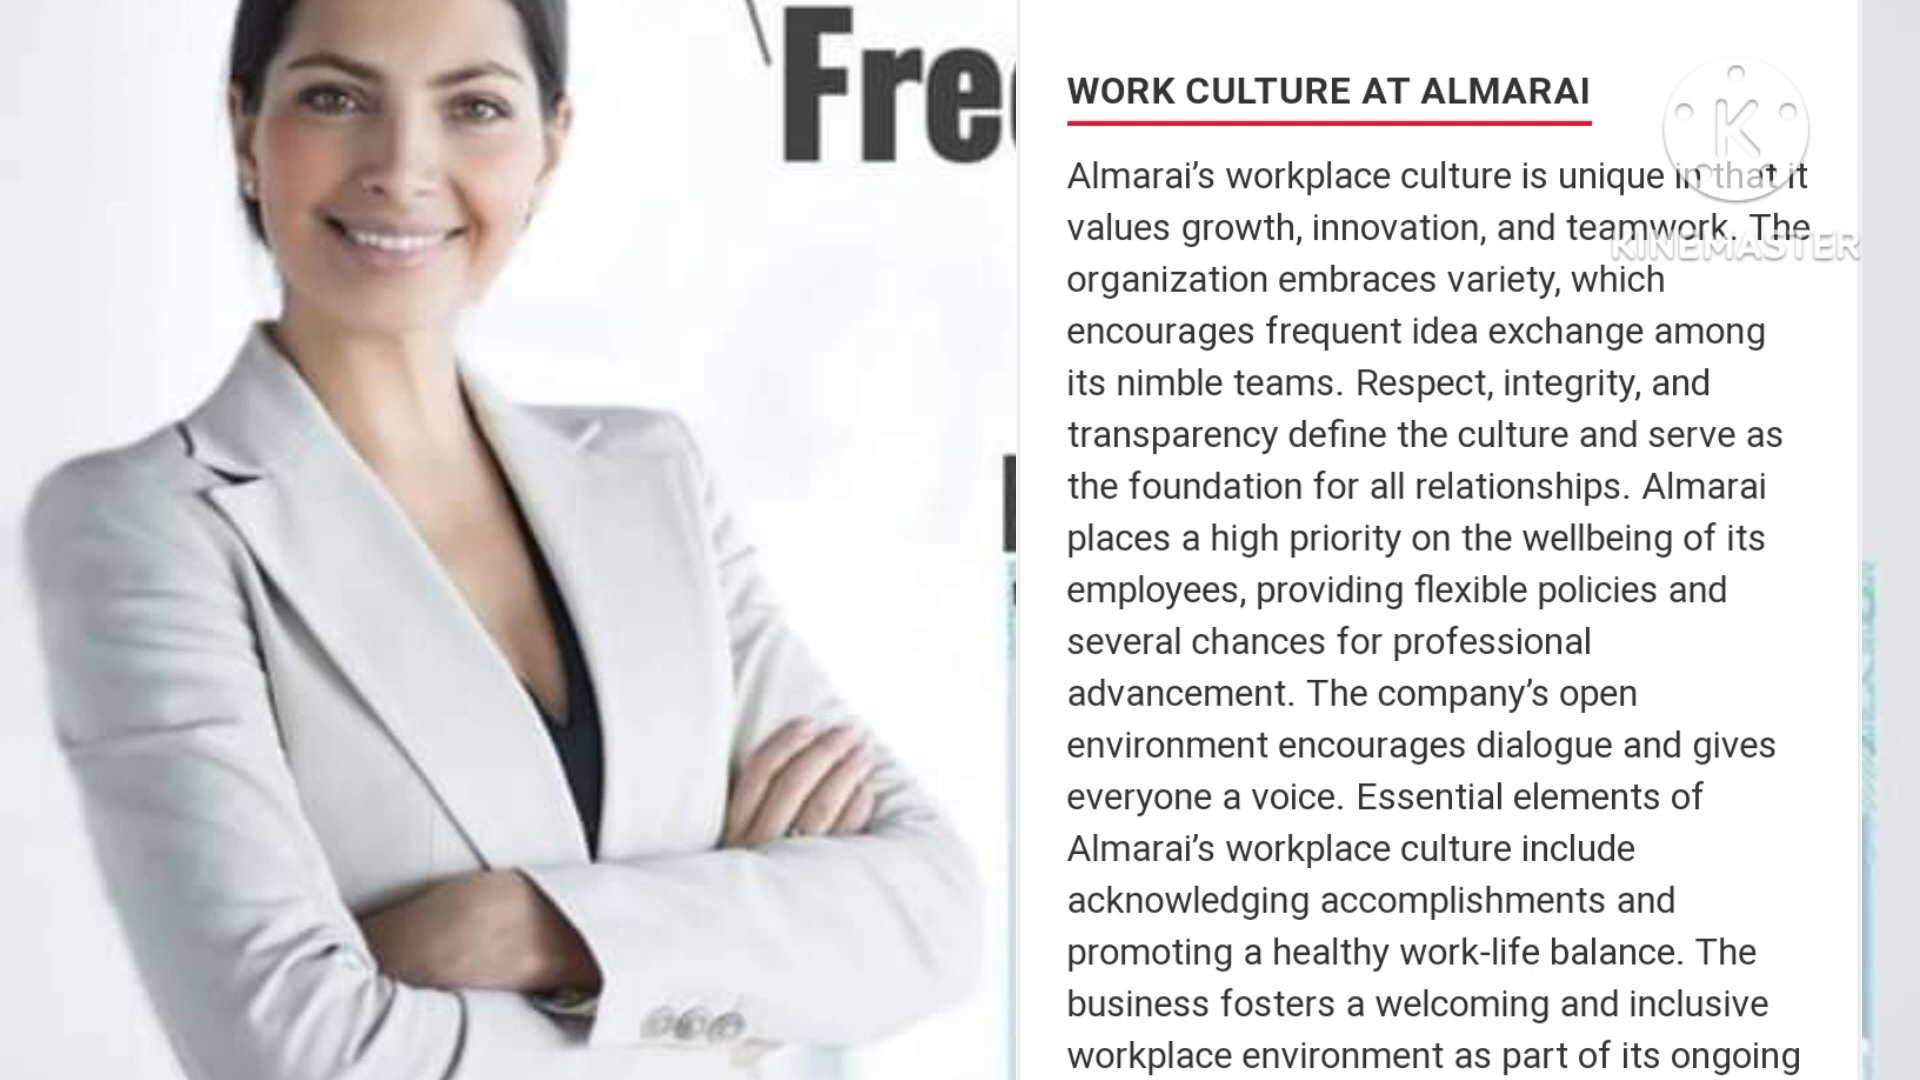 Fre
WORK CULTURE AT ALMARAI
Almarai’s workplace culture is unique in that it
values growth, innovation, and teamwork. The
organization embraces variety, which
encourages frequent idea exchange among
its nimble teams. Respect, integrity, and
transparency define the culture and serve as
the foundation for all relationships. Almarai
places a high priority on the wellbeing of its
employees, providing flexible policies and
several chances for professional
advancement. The company’s open
environment encourages dialogue and gives
everyone a voice. Essential elements of
Almarai’s workplace culture include
acknowledging accomplishments and
promoting a healthy work-life balance. The
business fosters a welcoming and inclusive
workplace environment as part of its ongoing
K
KINEMASTER